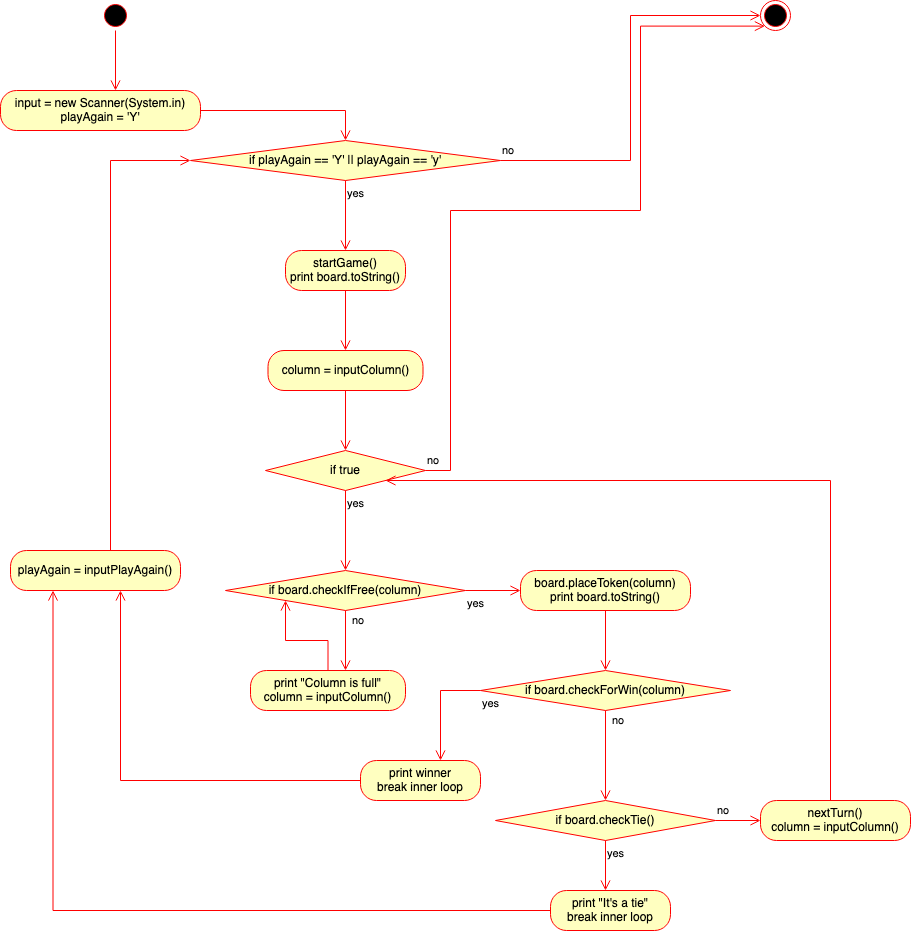 input = new Scanner(System.in)
playAgain = 'Y'
no
if playAgain == 'Y' || playAgain == 'y'
yes
startGame()
print board.toString()
column = inputColumn()
no
if true
yes
playAgain = inputPlayAgain()
if board.checkIfFree(column)
yes
no
board.placeToken(column)
print board.toString()
print "Column is full"
column = inputColumn()
if board.checkForWin(column)
yes
no
print winner
break inner loop
if board.checkTie()
no
yes
nextTurn()
column = inputColumn()
print "It's a tie"
break inner loop